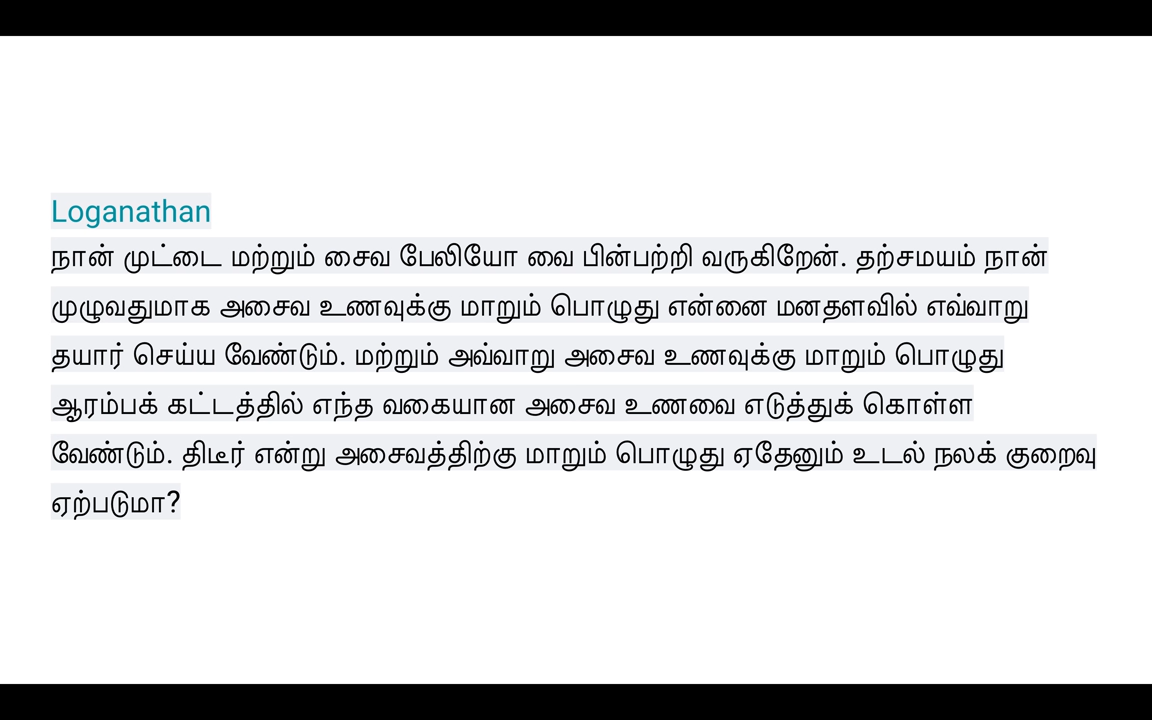 Loganathan
நான் முட்டை மற்றும் சைவ பேலியோ வை பின்பற்றி வருகிறேன். தற்சமயம் நான்
முழுவதுமாக அசைவ உணவுக்கு மாறும் பொழுது என்னை மனதளவில் எவ்வாறு
தயார் செய்ய வேண்டும். மற்றும் அவ்வாறு அசைவ உணவுக்கு மாறும் பொழுது
ஆரம்பக் கட்டத்தில் எந்த வகையான அசைவ உணவை எடுத்துக் கொள்ள
வேண்டும். திடீர் என்று அசைவத்திற்கு மாறும் பொழுது ஏதேனும் உடல் நலக் குறைவு
ஏற்படுமா?